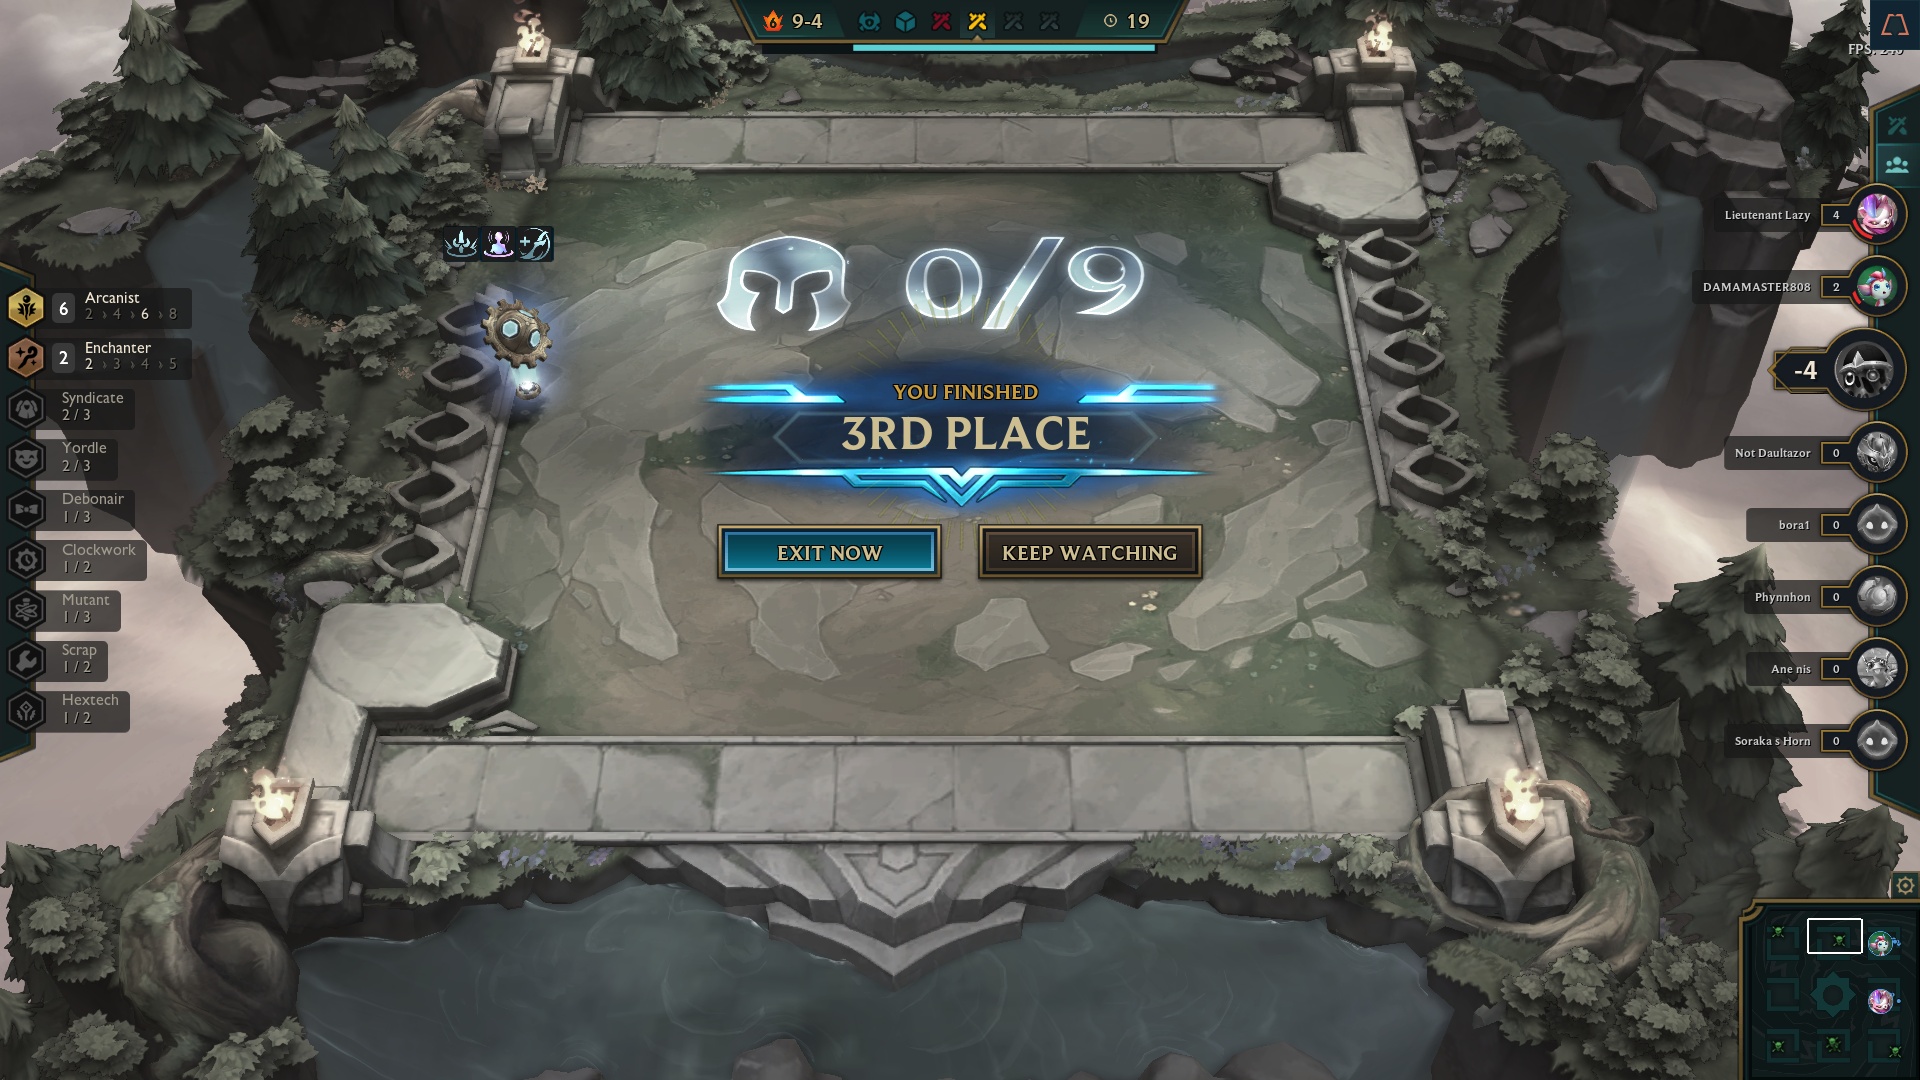 9-4
19
FPS:
Lieutenant Lazy 4
DAMAMASTER808 2
-4
Not Daultazor 0
bora1 0
Phynnhon 0
Ane nis 0
Soraka s Horn 0
6 Arcanist
2 › 4 › 6 › 8
2 Enchanter
2 › 3 › 4 › 5
Syndicate
2 / 3
Yordle
2 / 3
Debonair
1 / 3
Clockwork
1 / 2
Mutant
1 / 3
Scrap
1 / 2
Hextech
1 / 2
0/9
YOU FINISHED
3RD PLACE
EXIT NOW
KEEP WATCHING